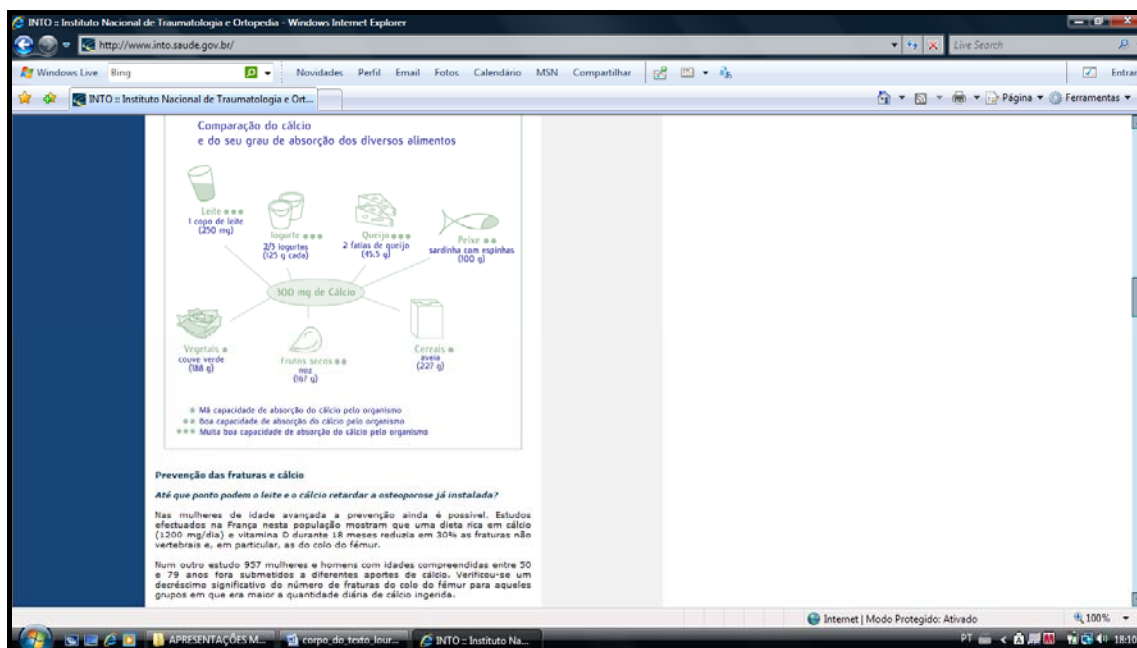 INTO :: Instituto Nacional de Traumatologia e Ortopedia - Windows Internet Explorer
http://www.into.saude.gov.br/
Live Search
Windows Live
Bing
Novidades Perfil Email Fotos Calendário MSN Compartilhar
Entrar
INTO :: Instituto Nacional de Traumatologia e Ort...
Página
Ferramentas
Comparação do cálcio
e do seu grau de absorção dos diversos alimentos
Leite
1 copo de leite
(250 mg)
Iogurte
2/3 iogurtes
(125 g cada)
Queijo
2 fatias de queijo
(45.5 g)
Peixe
sardinha com espinhas
(100 g)
300 mg de Cálcio
Vegetais
couve verde
(188 g)
Frutos secos
noz
(167 g)
Cereais
aveia
(227 g)
Má capacidade de absorção do cálcio pelo organismo
Boa capacidade de absorção do cálcio pelo organismo
Muita boa capacidade de absorção do cálcio pelo organismo
Prevenção das fraturas e cálcio
Até que ponto podem o leite e o cálcio retardar a osteoporose já instalada?
Nas mulheres de idade avançada a prevenção ainda é possível. Estudos
efectuados na França nesta população mostram que uma dieta rica em cálcio
(1200 mg/dia) e vitamina D durante 18 meses reduzia em 30% as fraturas não
vertebrais e, em particular, as do colo do fémur.
Num outro estudo 957 mulheres e homens com idades compreendidas entre 50
e 79 anos fora submetidos a diferentes aportes de cálcio. Verificou-se um
decréscimo significativo do número de fraturas do colo do fémur para aqueles
grupos em que era maior a quantidade diária de cálcio ingerida.
Internet | Modo Protegido: Ativado
100%
APRESENTAÇÕES M...
corpo_do_texto_lour...
INTO :: Instituto Na...
PT
18:10